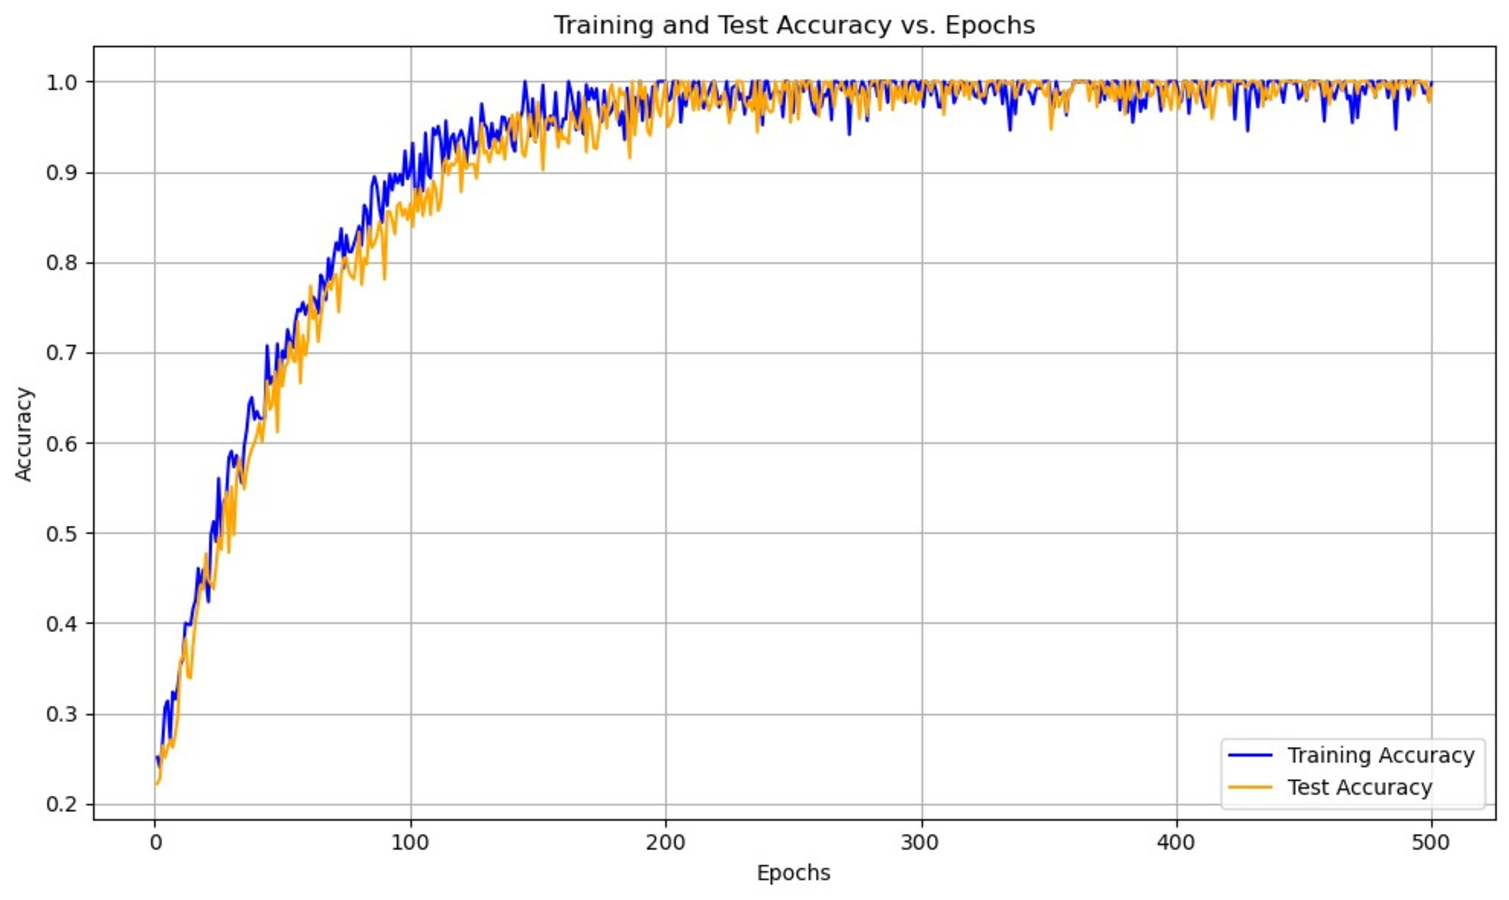 Training and Test Accuracy vs. Epochs
1.0
0.9
0.8
0.7
0.6
0.5
0.4
0.3
0.2
Accuracy
0 100 200 300 400 500
Epochs
Training Accuracy
Test Accuracy